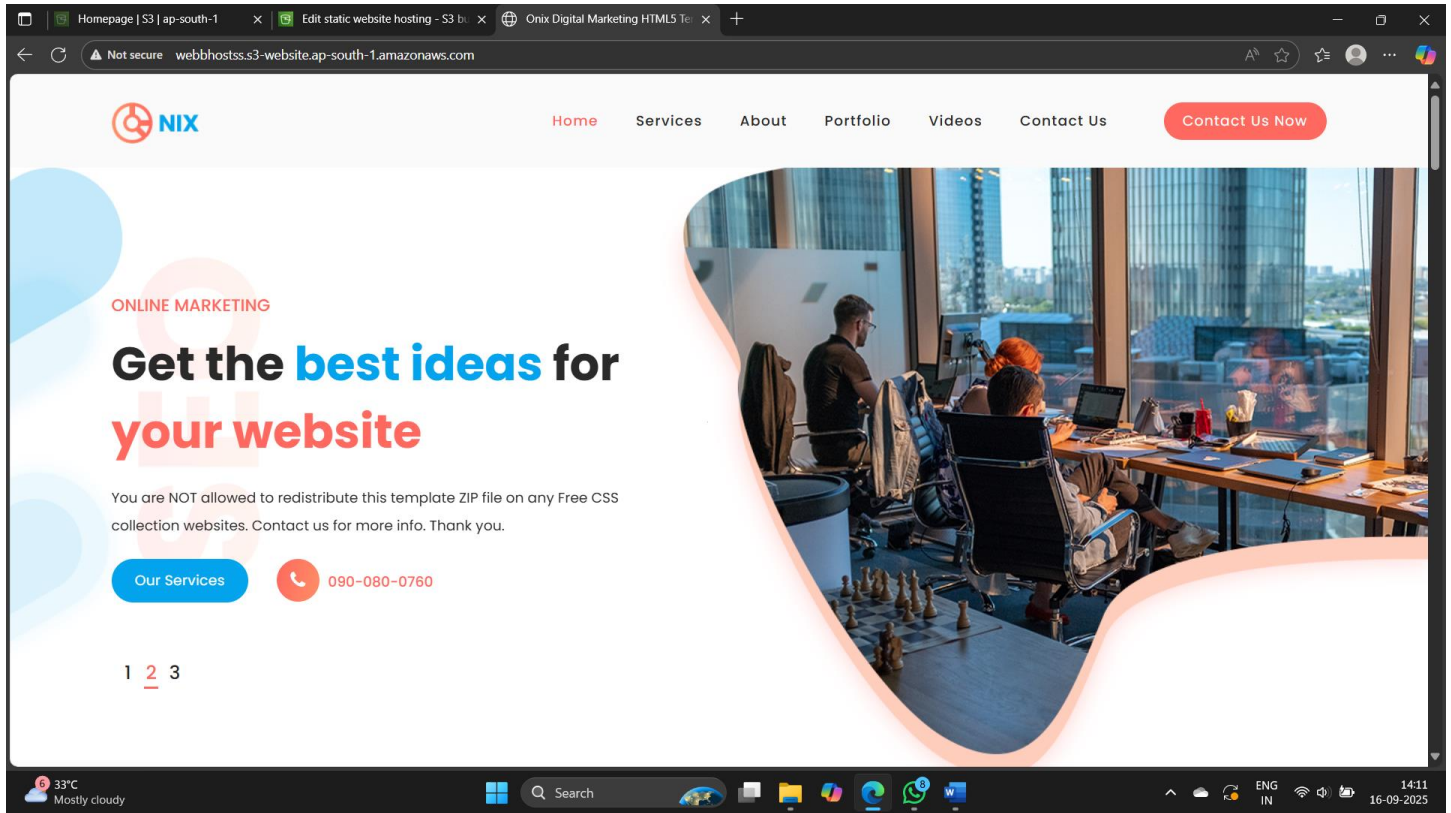 Homepage | S3 | ap-south-1
Edit static website hosting - S3 bu
Onix Digital Marketing HTML5 Te
Not secure webbhostss.s3-website.ap-south-1.amazonaws.com
NIX
Home Services About Portfolio Videos Contact Us Contact Us Now
SEO
ONLINE MARKETING
Get the best ideas for
your website
You are NOT allowed to redistribute this template ZIP file on any Free CSS
collection websites. Contact us for more info. Thank you.
Our Services 090-080-0760
1 2 3
6 33°C
Mostly cloudy
Search
8
W
ENG
IN
14:11
16-09-2025